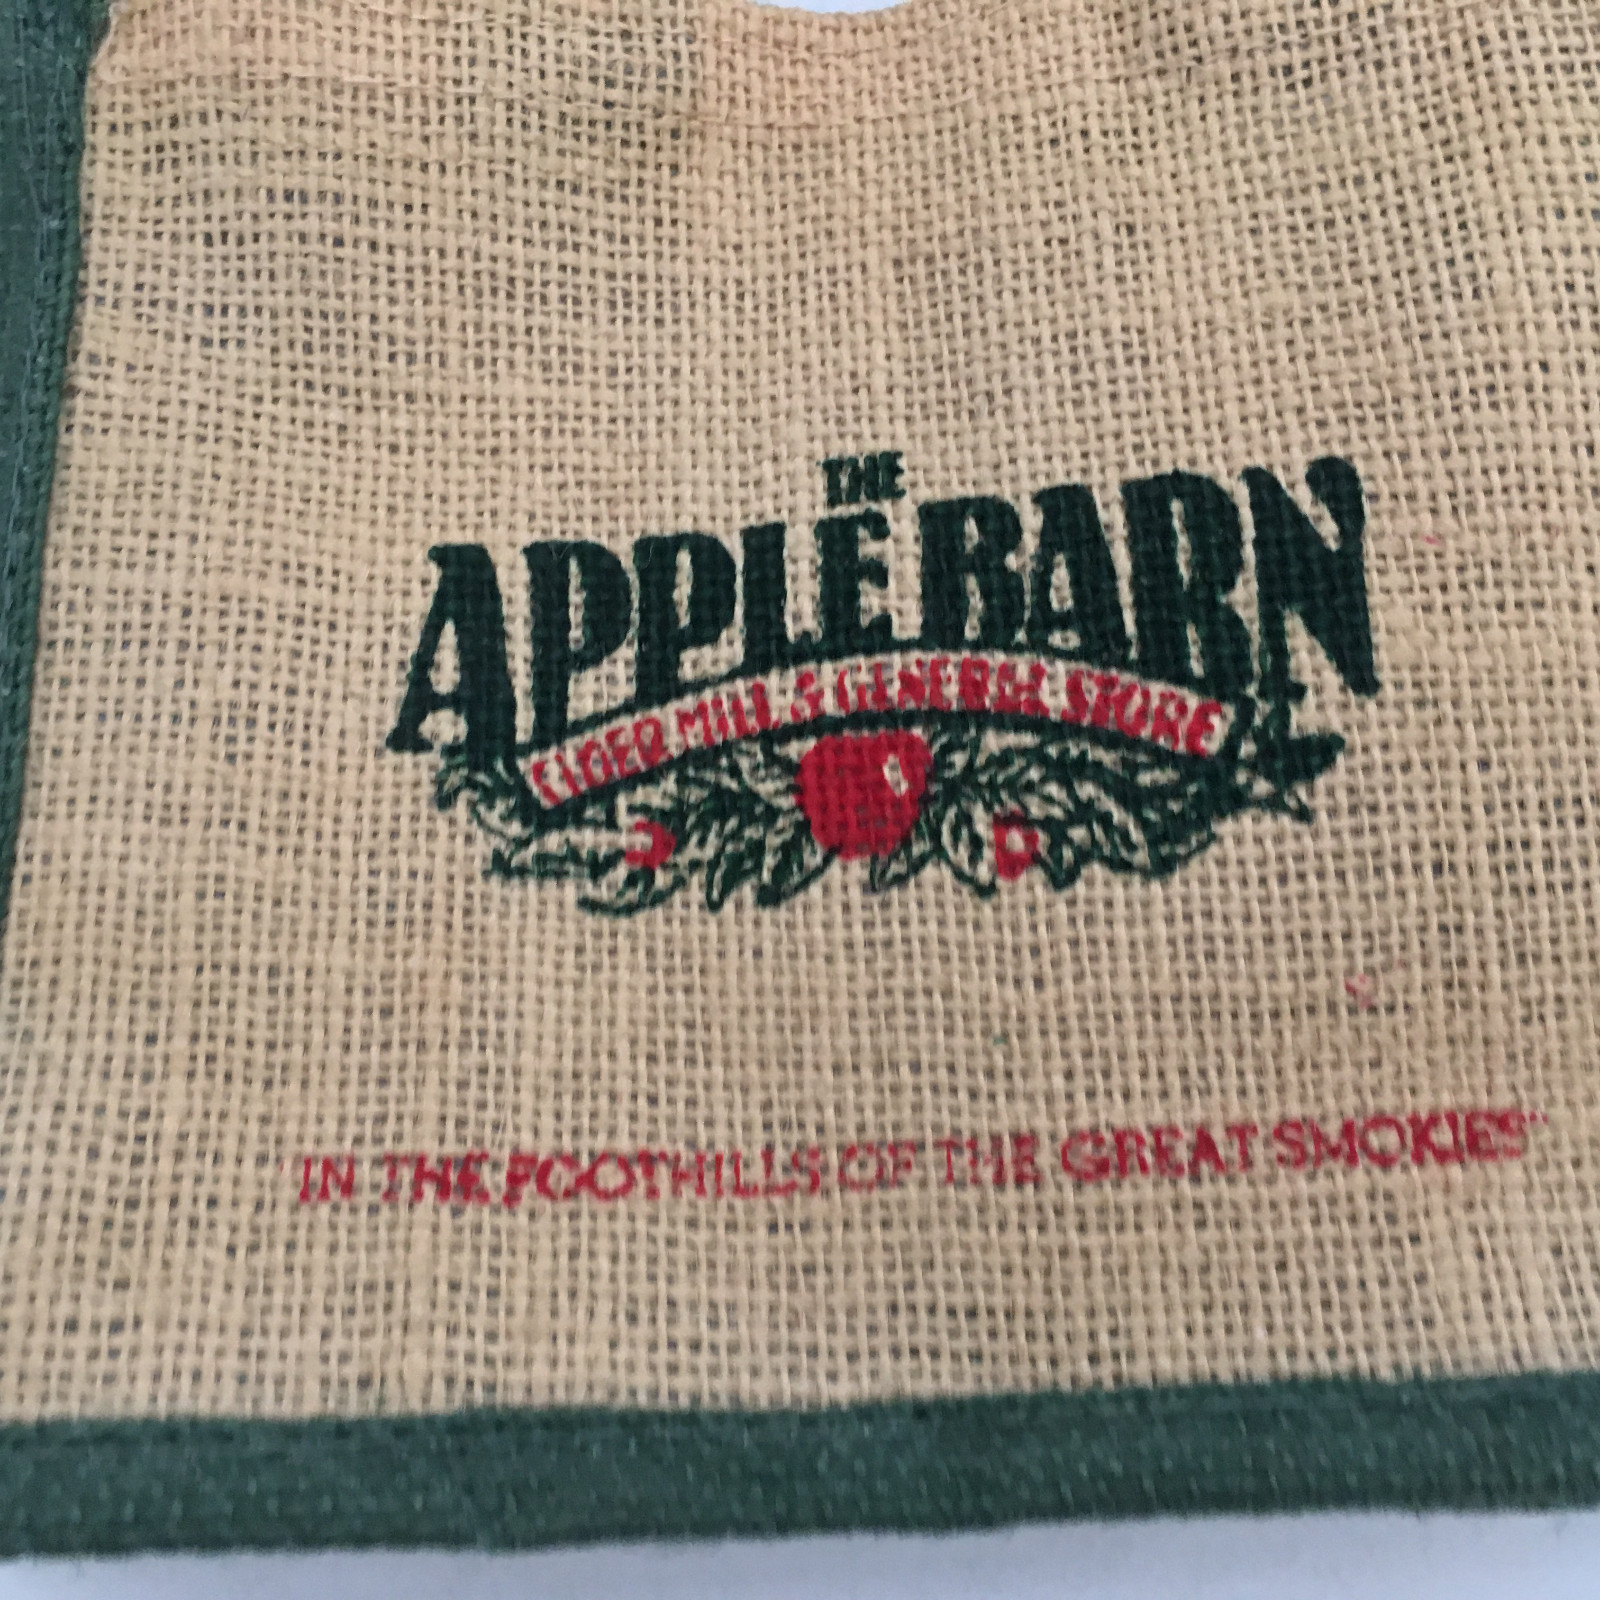 THE
APPLE BARN
CIDER MILL & GENERAL STORE
"IN THE FOOTHILLS OF THE GREAT SMOKIES"